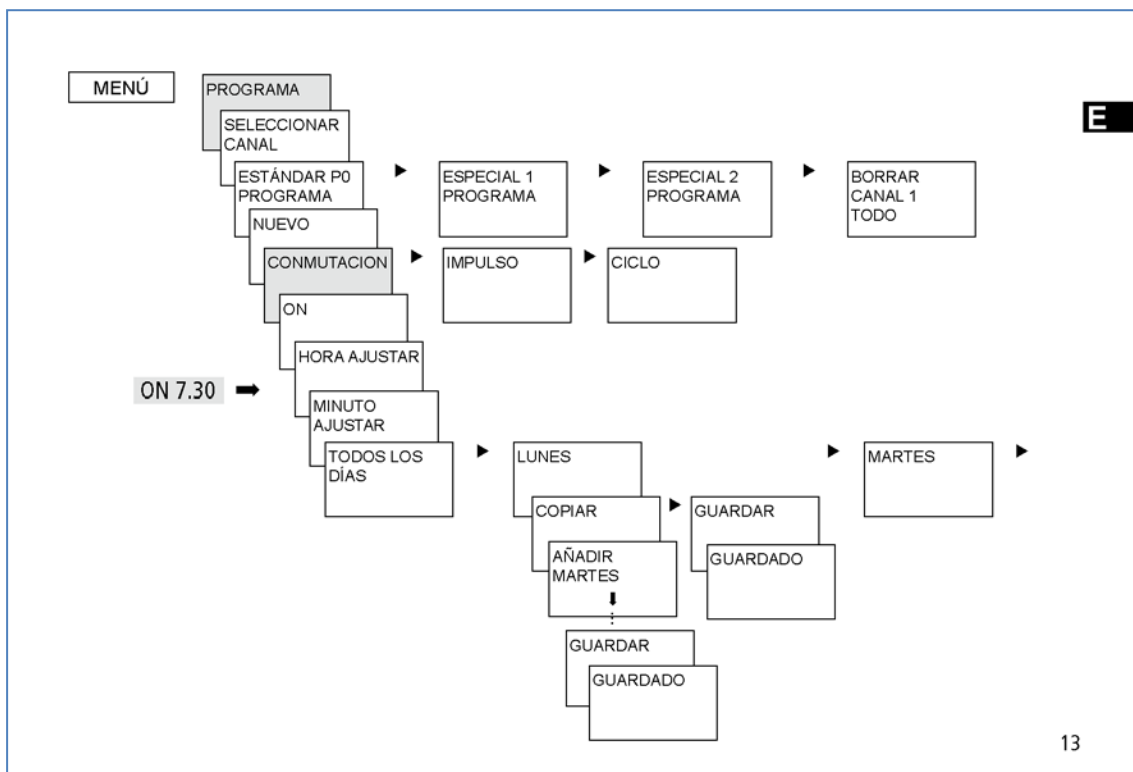 MENÚ
PROGRAMA
E
SELECCIONAR
CANAL
ESTÁNDAR P0
PROGRAMA
ESPECIAL 1
PROGRAMA
ESPECIAL 2
PROGRAMA
BORRAR
CANAL 1
TODO
NUEVO
CONMUTACION
IMPULSO
CICLO
ON
HORA AJUSTAR
ON 7.30
MINUTO
AJUSTAR
TODOS LOS
DÍAS
LUNES
MARTES
COPIAR
GUARDAR
AÑADIR
MARTES
GUARDADO
GUARDAR
GUARDADO
13